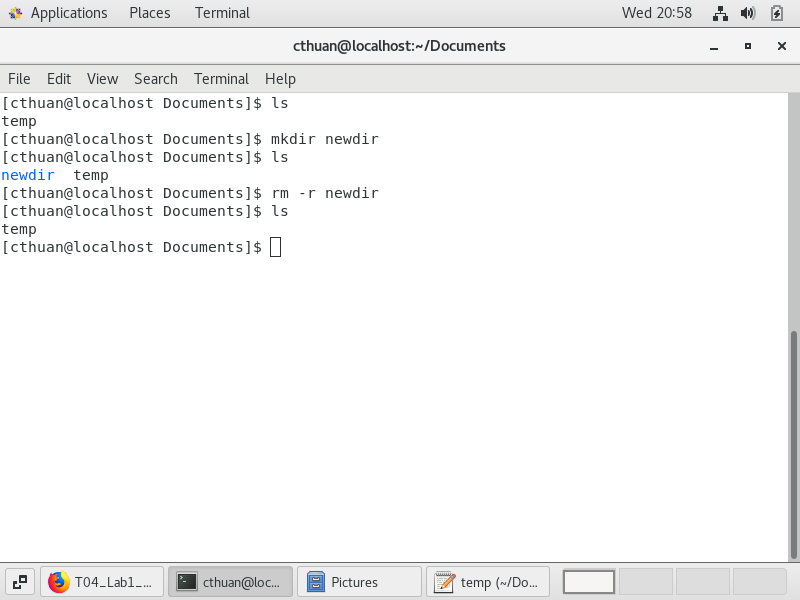 Applications Places Terminal Wed 20:58
cthuan@localhost:~/Documents
File Edit View Search Terminal Help
[cthuan@localhost Documents]$ ls
temp
[cthuan@localhost Documents]$ mkdir newdir
[cthuan@localhost Documents]$ ls
newdir  temp
[cthuan@localhost Documents]$ rm -r newdir
[cthuan@localhost Documents]$ ls
temp
[cthuan@localhost Documents]$
T04_Lab1_... cthuan@loc... Pictures temp (~/Do...